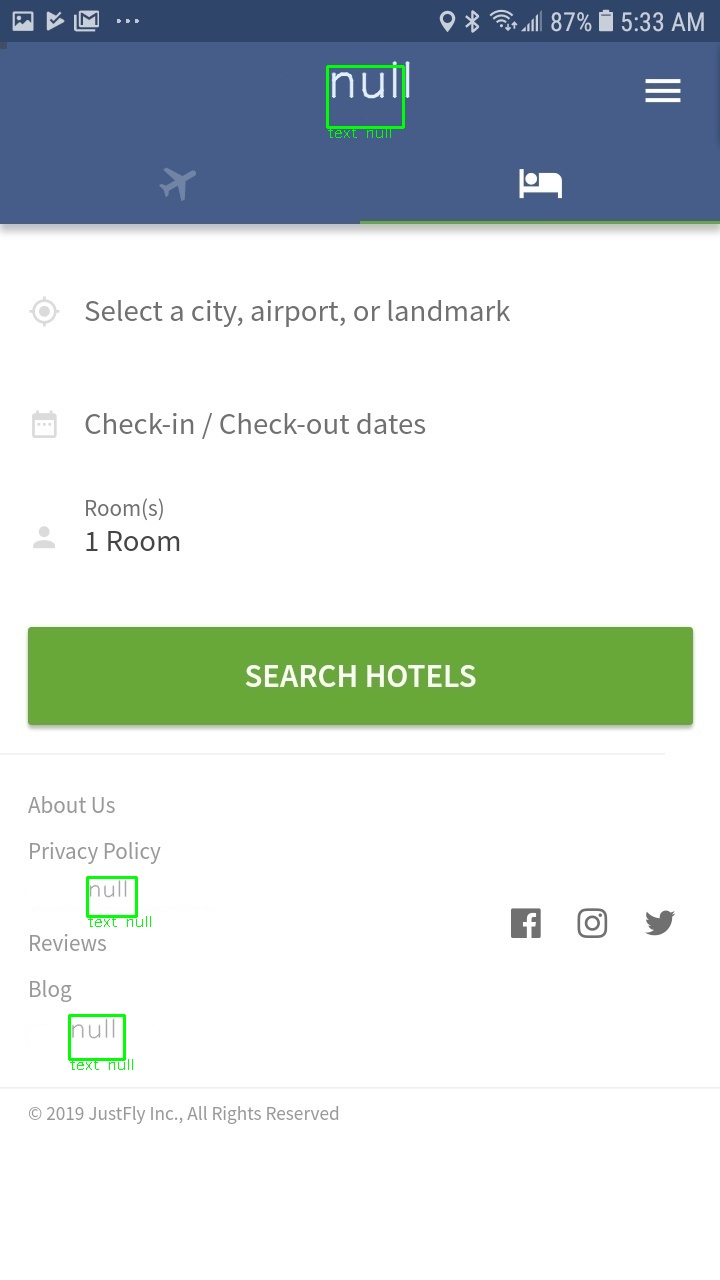 87% 5:33 AM
null
text null
Select a city, airport, or landmark
Check-in / Check-out dates
Room(s)
1 Room
SEARCH HOTELS
About Us
Privacy Policy
null
text null
Reviews
Blog
null
text null
© 2019 JustFly Inc., All Rights Reserved